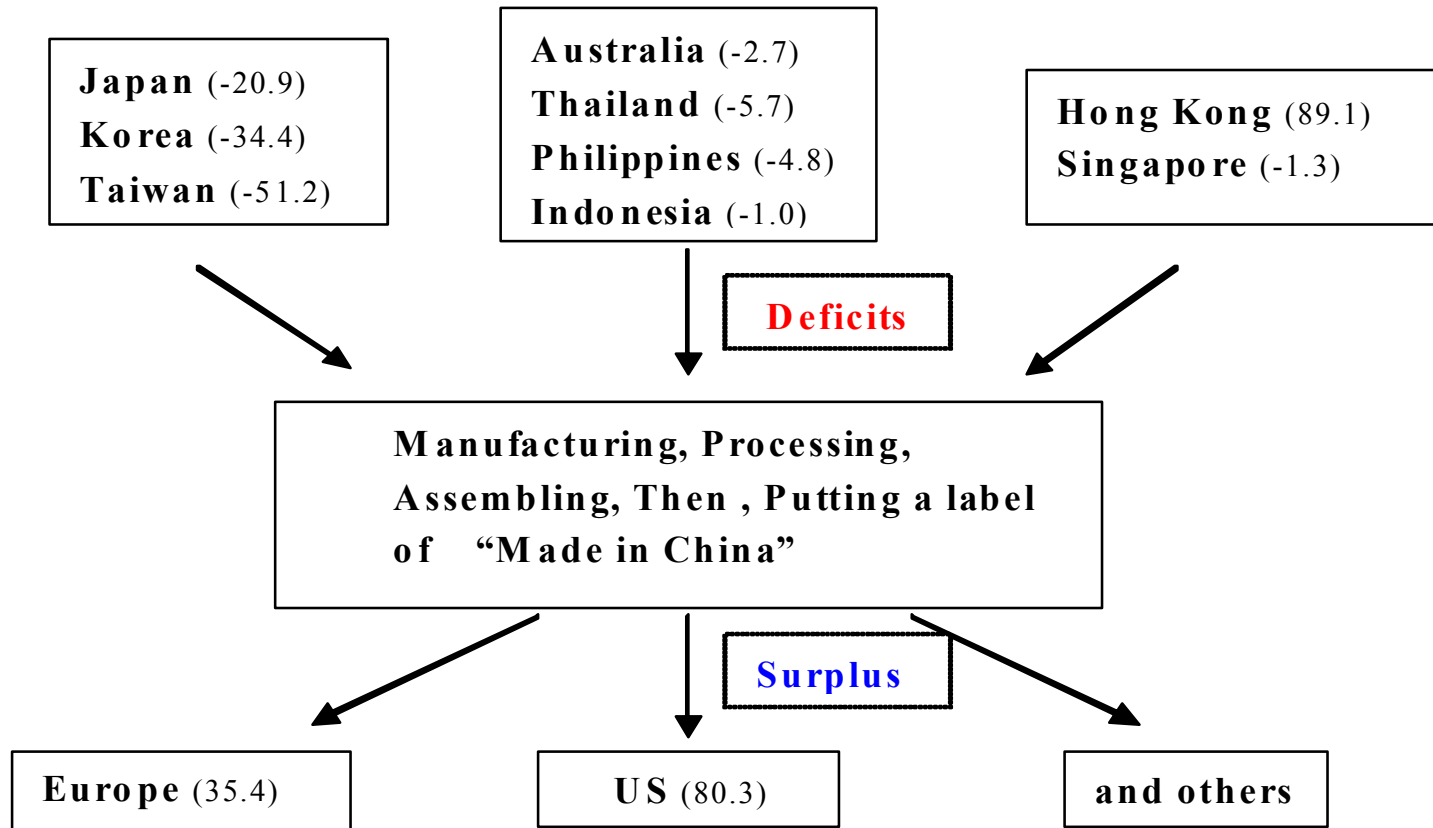 Japan (-20.9)
Korea (-34.4)
Taiwan (-51.2)
Australia (-2.7)
Thailand (-5.7)
Philippines (-4.8)
Indonesia (-1.0)
Hong Kong (89.1)
Singapore (-1.3)
Deficits
Manufacturing, Processing,
Assembling, Then , Putting a label
of “Made in China”
Surplus
Europe (35.4)
US (80.3)
and others